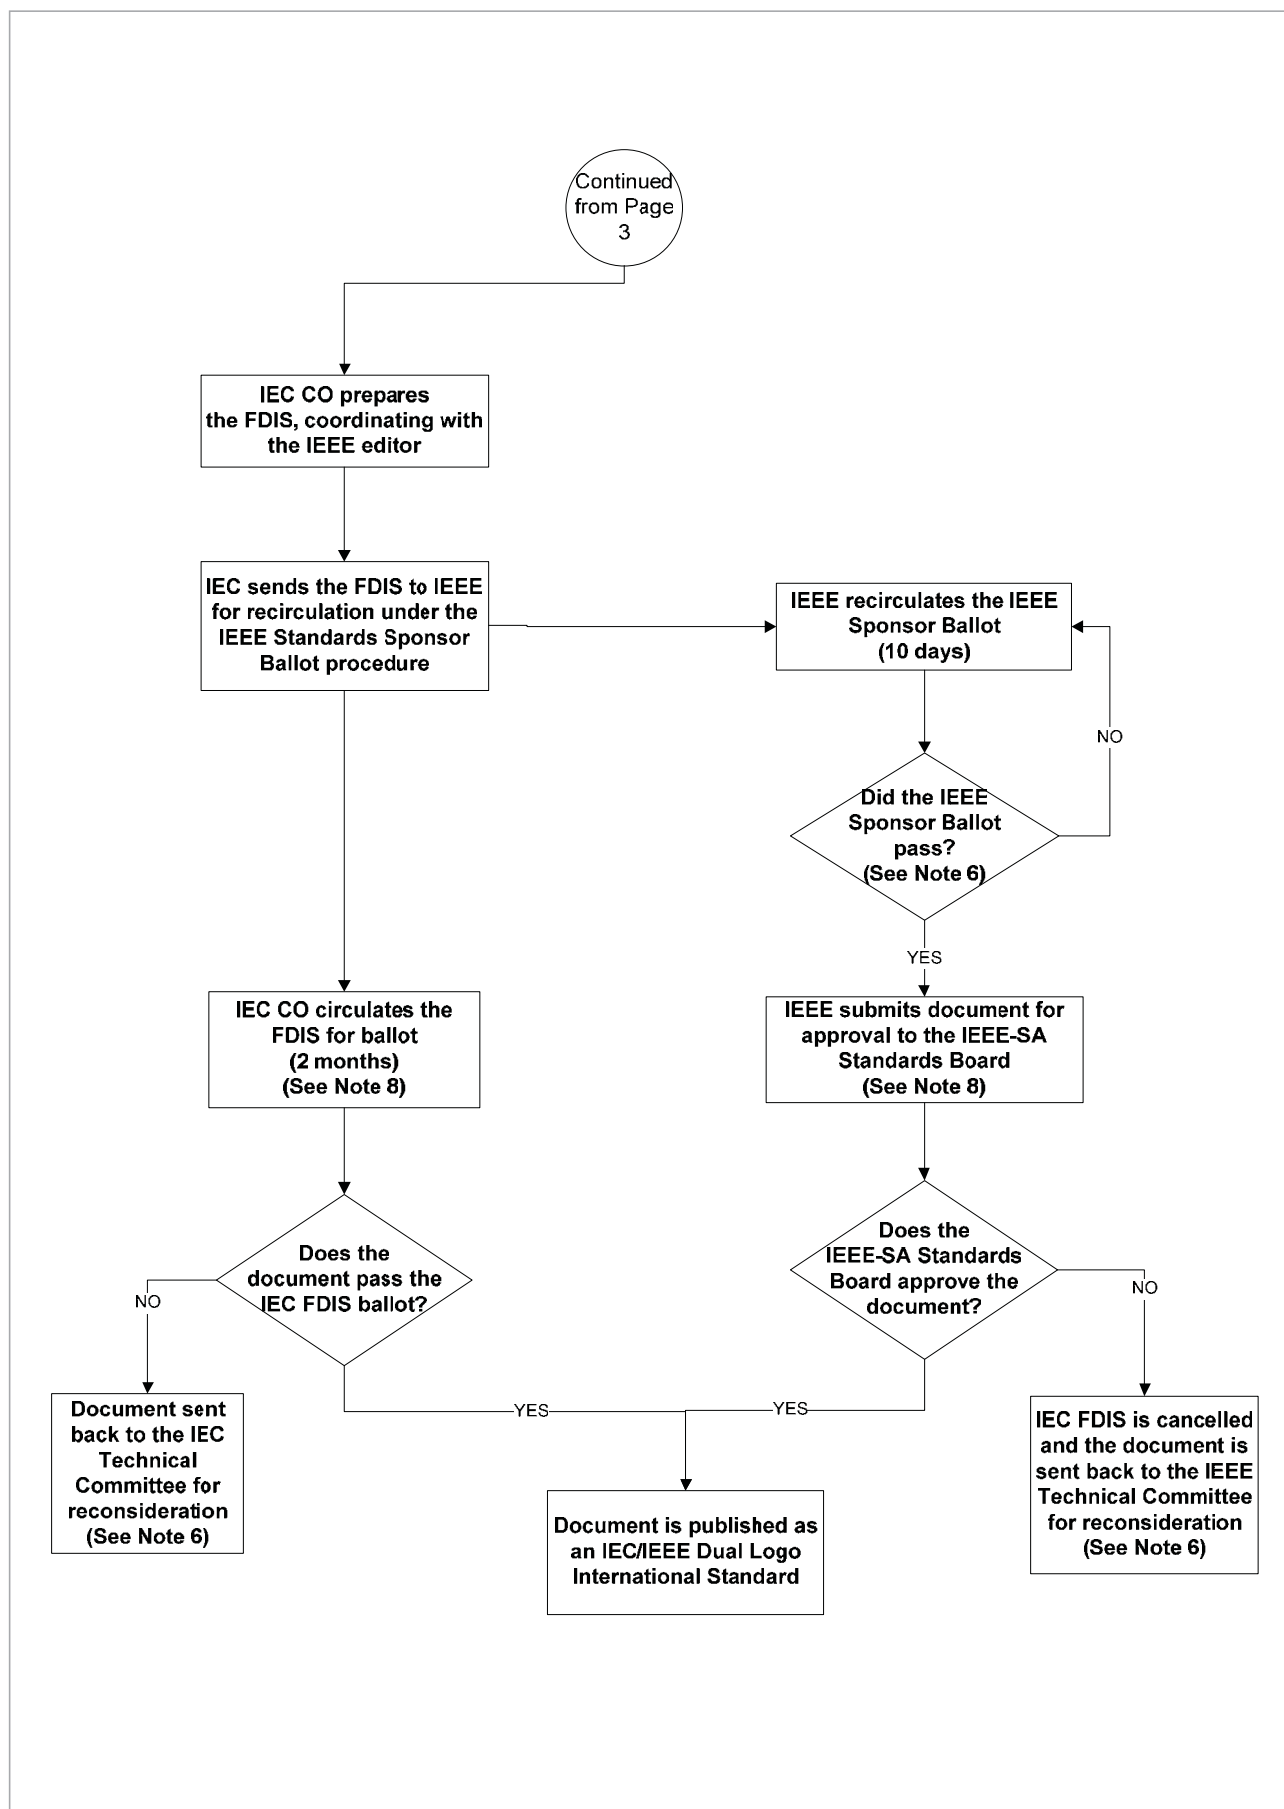 Continued
from Page
3
IEC CO prepares
the FDIS, coordinating with
the IEEE editor
IEC sends the FDIS to IEEE
for recirculation under the
IEEE Standards Sponsor
Ballot procedure
IEEE recirculates the IEEE
Sponsor Ballot
(10 days)
NO
Did the IEEE
Sponsor Ballot
pass?
(See Note 6)
YES
IEC CO circulates the
FDIS for ballot
(2 months)
(See Note 8)
IEEE submits document for
approval to the IEEE-SA
Standards Board
(See Note 8)
Does the
document pass the
IEC FDIS ballot?
NO
Does the
IEEE-SA Standards
Board approve the
document?
NO
YES
YES
Document sent
back to the IEC
Technical
Committee for
reconsideration
(See Note 6)
Document is published as
an IEC/IEEE Dual Logo
International Standard
IEC FDIS is cancelled
and the document is
sent back to the IEEE
Technical Committee
for reconsideration
(See Note 6)